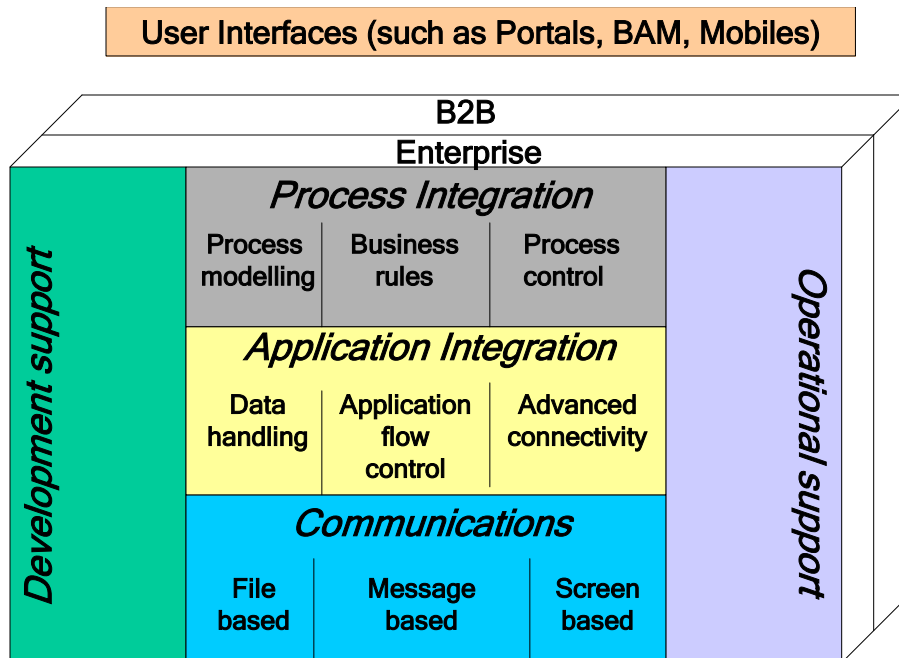 User Interfaces (such as Portals, BAM, Mobiles)
B2B
Enterprise
Development support
Process Integration
Process
modelling
Business
rules
Process
control
Application Integration
Data
handling
Application
flow
control
Advanced
connectivity
Communications
File
based
Message
based
Screen
based
Operational support